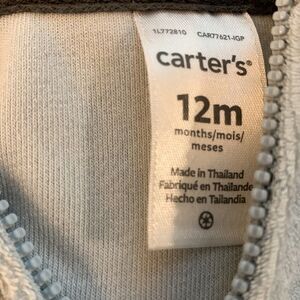 1L772810 CAR77621-IGP
carter's®
12m
months/mois/
meses
Made in Thailand
Fabriqué en Thaïlande
Hecho en Tailandia